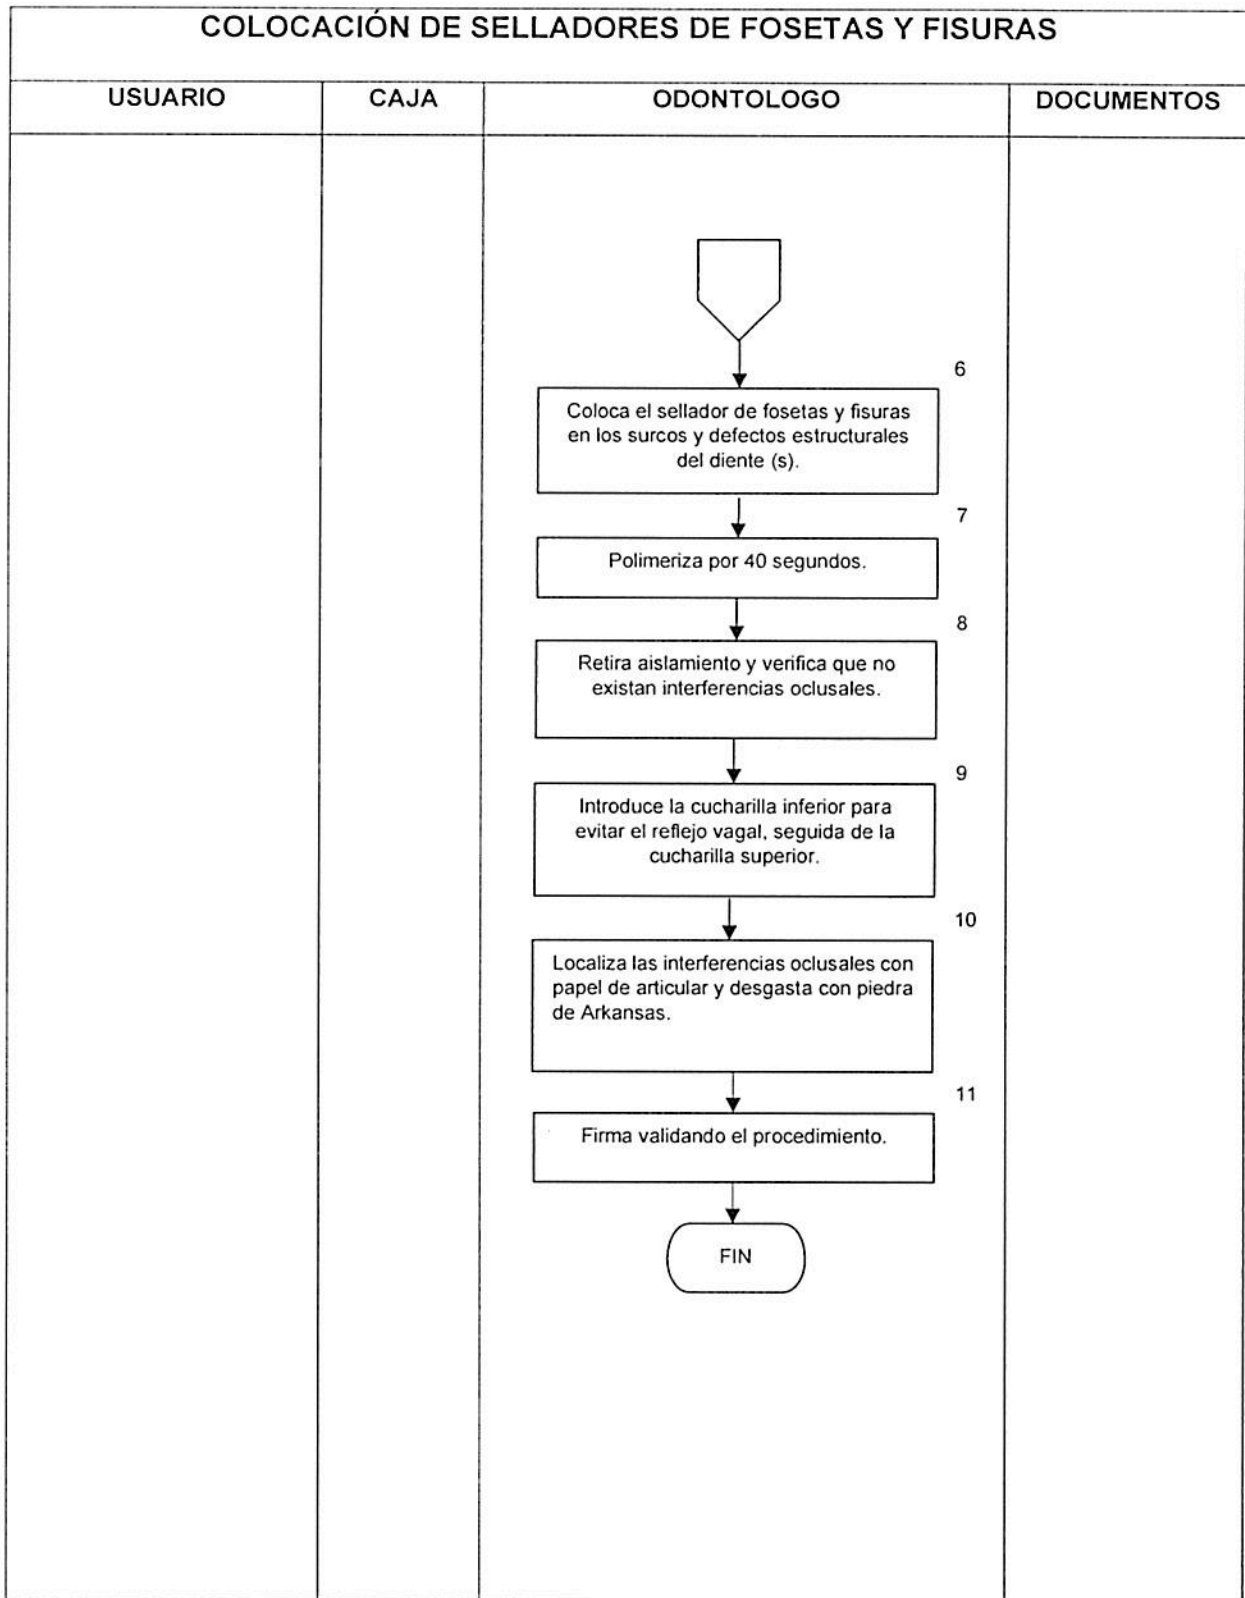 COLOCACIÓN DE SELLADORES DE FOSETAS Y FISURAS
USUARIO
CAJA
ODONTOLOGO
DOCUMENTOS
6
Coloca el sellador de fosetas y fisuras
en los surcos y defectos estructurales
del diente (s).
7
Polimeriza por 40 segundos.
8
Retira aislamiento y verifica que no
existan interferencias oclusales.
9
Introduce la cucharilla inferior para
evitar el reflejo vagal, seguida de la
cucharilla superior.
10
Localiza las interferencias oclusales con
papel de articular y desgasta con piedra
de Arkansas.
11
Firma validando el procedimiento.
FIN